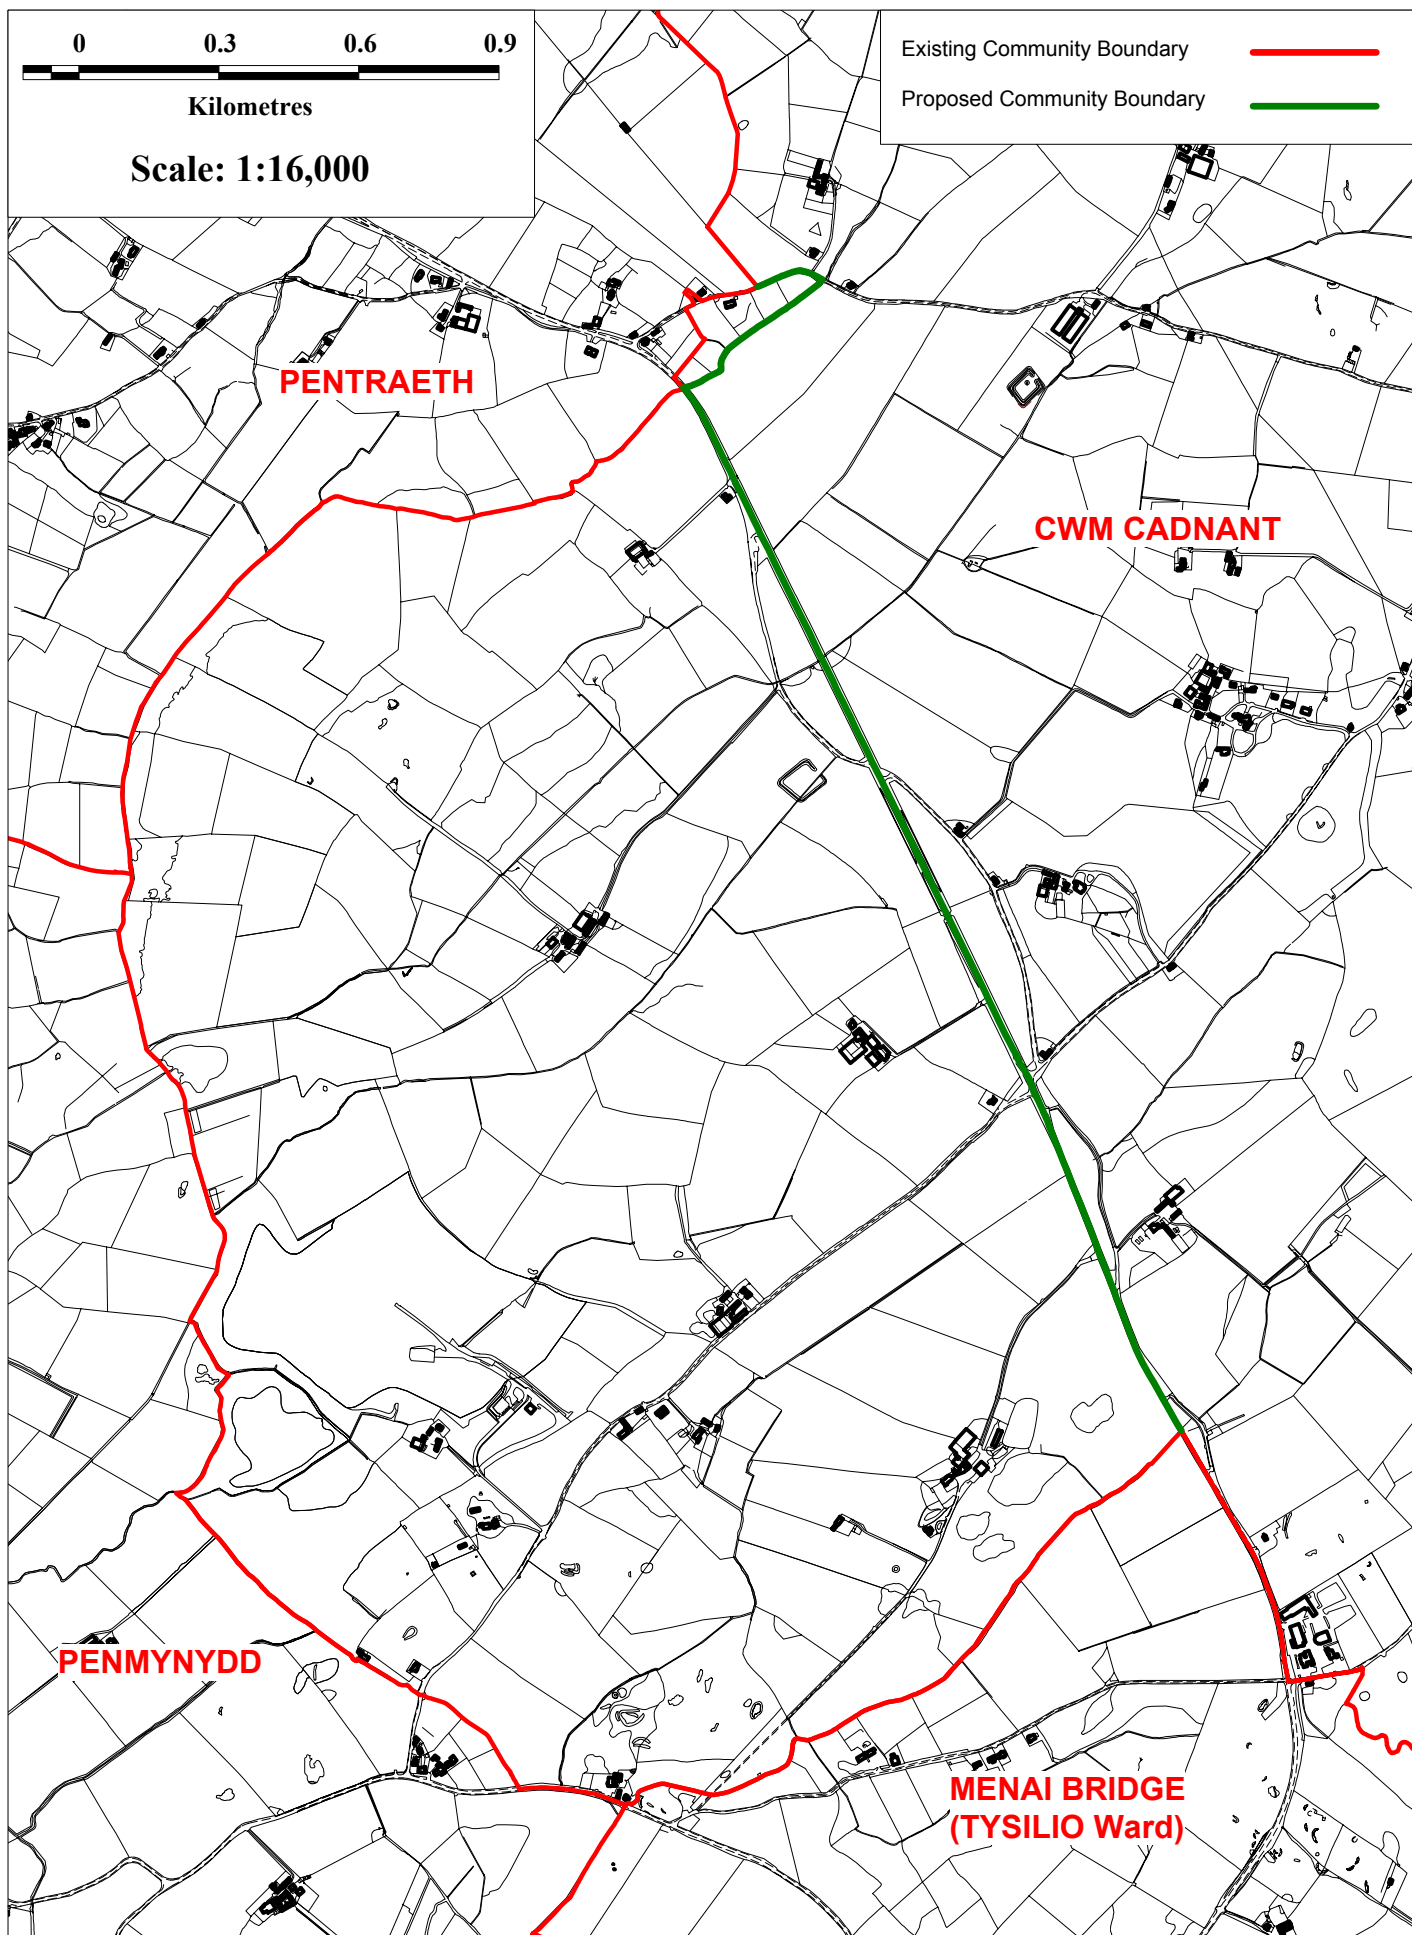 0 0.3 0.6 0.9
Kilometres
Scale: 1:16,000
Existing Community Boundary
Proposed Community Boundary
PENTRAETH
CWM CADNANT
PENMYNYDD
MENAI BRIDGE
(TYSILIO Ward)